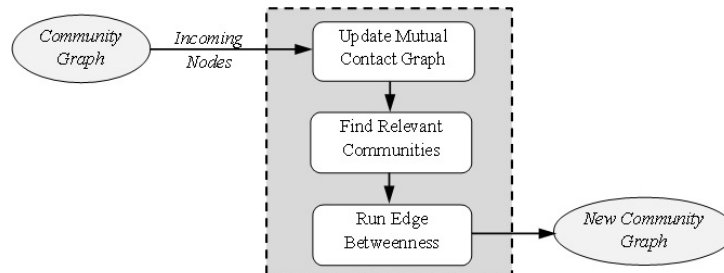 Community
Graph
Incoming
Nodes
Update Mutual
Contact Graph
Find Relevant
Communities
Run Edge
Betweenness
New Community
Graph